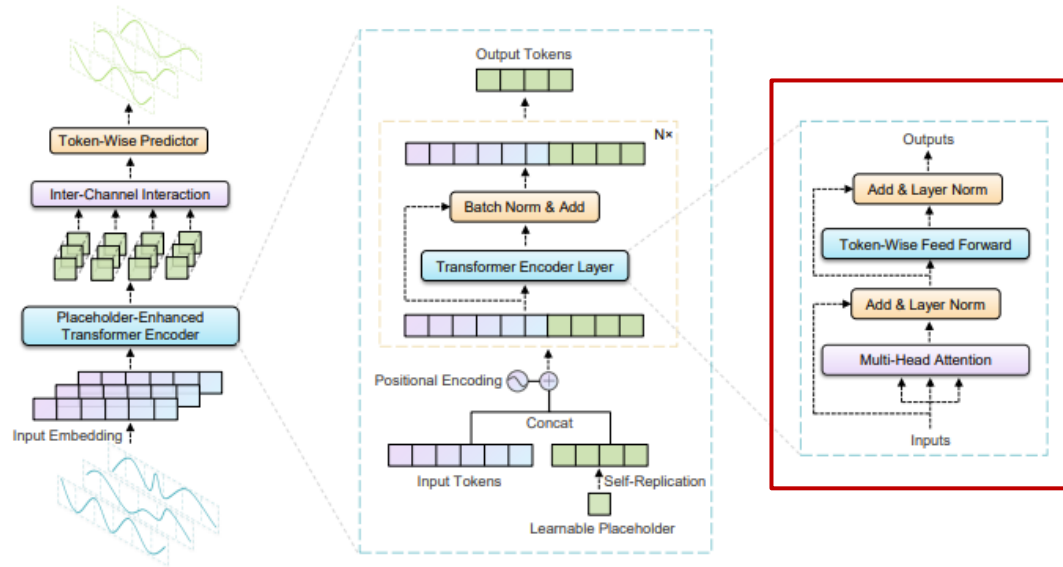 Token-Wise Predictor
Inter-Channel Interaction
Placeholder-Enhanced
Transformer Encoder
Input Embedding
Output Tokens
N×
Batch Norm & Add
Transformer Encoder Layer
Positional Encoding
Concat
Input Tokens
Self-Replication
Learnable Placeholder
Outputs
Add & Layer Norm
Token-Wise Feed Forward
Add & Layer Norm
Multi-Head Attention
Inputs